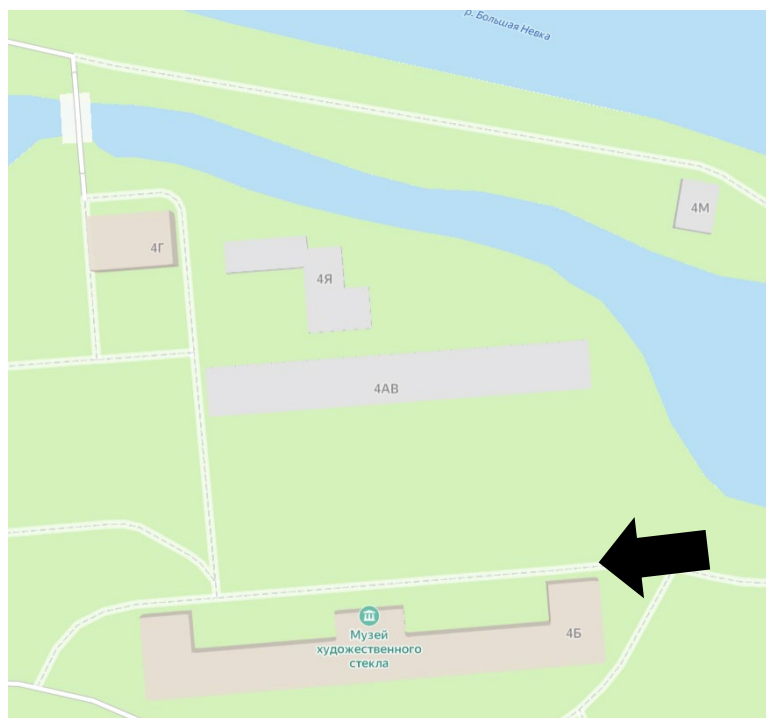 р. Большая Невка
4М
4Г
4Я
4АВ
4Б
Музей
художественного
стекла